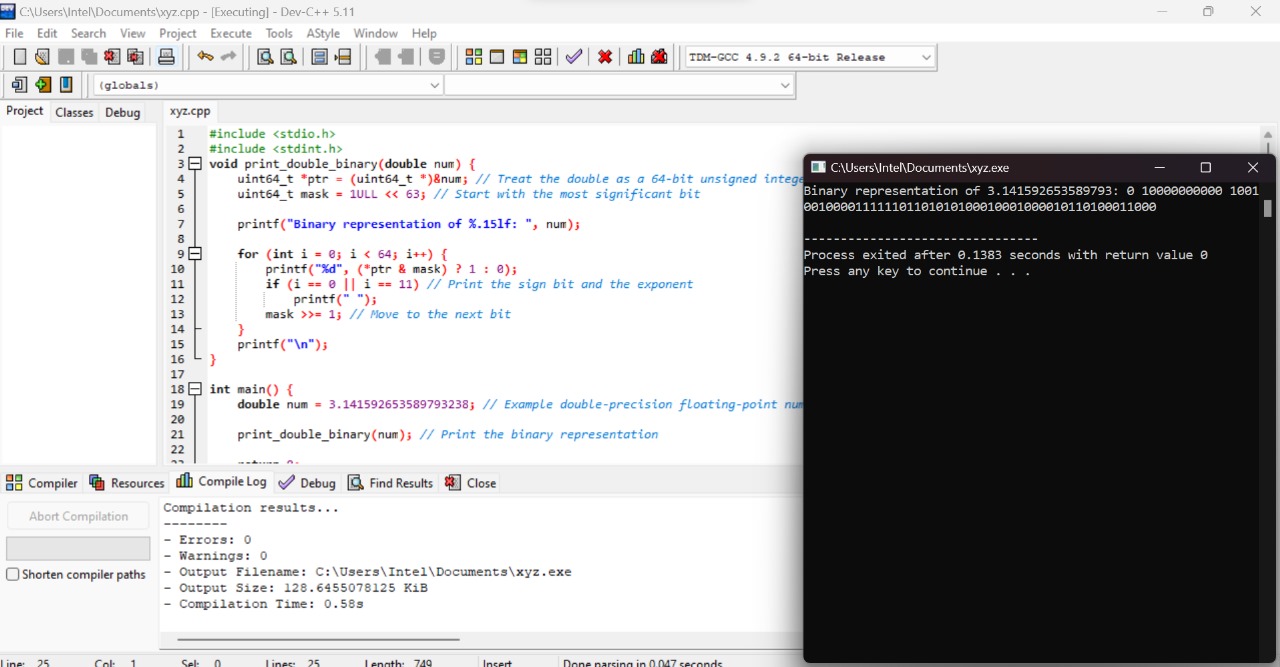 C:\Users\Intel\Documents\xyz.cpp - [Executing] - Dev-C++ 5.11
File Edit Search View Project Execute Tools AStyle Window Help
TDM-GCC 4.9.2 64-bit Release
(globals)
Project Classes Debug
xyz.cpp
1 #include <stdio.h>
2 #include <stdint.h>
3 void print_double_binary(double num) {
4 uint64_t *ptr = (uint64_t *)&num; // Treat the double as a 64-bit unsigned intege
5 uint64_t mask = 1ULL << 63; // Start with the most significant bit
6
7 printf("Binary representation of %.15lf: ", num);
8
9 for (int i = 0; i < 64; i++) {
10 printf("%d", (*ptr & mask) ? 1 : 0);
11 if (i == 0 || i == 11) // Print the sign bit and the exponent
12 printf(" ");
13 mask >>= 1; // Move to the next bit
14 }
15 printf("\n");
16 }
17
18 int main() {
19 double num = 3.141592653589793238; // Example double-precision floating-point num
20
21 print_double_binary(num); // Print the binary representation
22
C:\Users\Intel\Documents\xyz.exe
Binary representation of 3.141592653589793: 0 10000000000 1001
001000011111101101010100010001000010110100011000
--------------------------------
Process exited after 0.1383 seconds with return value 0
Press any key to continue . . .
Compiler Resources Compile Log Debug Find Results Close
Abort Compilation
Shorten compiler paths
Compilation results...
--------
- Errors: 0
- Warnings: 0
- Output Filename: C:\Users\Intel\Documents\xyz.exe
- Output Size: 128.6455078125 KiB
- Compilation Time: 0.58s
Line: 25 Col: 1 Sel: 0 Lines: 25 Length: 749 Insert Done parsing in 0.047 seconds